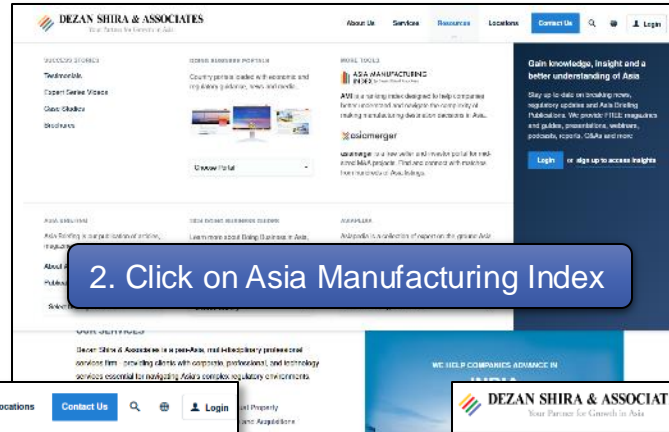 DEZAN SHIRA & ASSOCIATES
Your Partner for Growth in Asia
About Us Services Resources Locations Contact Us Login
SUCCESS STORIES
Testimonials
Expert Series Videos
Case Studies
Brochures
DOING BUSINESS PORTALS
Country portals loaded with economic and
regulatory guidance, news and media.
Choose Portal
MORE TOOLS
ASIA MANUFACTURING
INDEX
AMI is a ranking index designed to help companies
better understand and navigate the complexity of
making manufacturing destination decisions in Asia.
asiamerger
asiamerger is a new seller and investor portal for mid-
sized M&A projects. Find and connect with matches
from hundreds of Asia listings.
Gain knowledge, insight and a
better understanding of Asia
Stay up to date on breaking news,
regulatory updates and Asia Briefing
Publications. We provide FREE magazines
and guides, presentations, webinars,
podcasts, reports, Q&As and more
Login or sign up to access insights
ASIA BRIEFING
Asia Briefing is our publication of articles,
DOING BUSINESS GUIDES
Learn more about Doing Business in Asia,
ASIAPEDIA
Asiapedia is a collection of expert on the ground Asia
About
2. Click on Asia Manufacturing Index
OUR SERVICES
Dezan Shira & Associates is a pan-Asia, multi-disciplinary professional
services firm providing clients with corporate, professional, and technology
services essential for navigating Asia's complex regulatory environments
WE HELP COMPANIES ADVANCE IN
INDIA
ocations Contact Us Login
Property
and Acquisitions
DEZAN SHIRA & ASSOCIAT
Your Partner for Growth in Asia